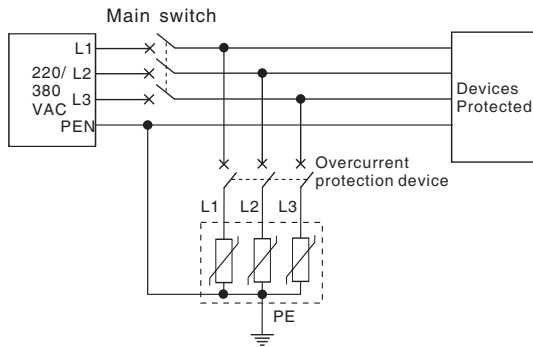 Main switch
L1
220/ L2
380
L3
VAC
PEN
Devices
Protected
Overcurrent
protection device
L1 L2 L3
PE